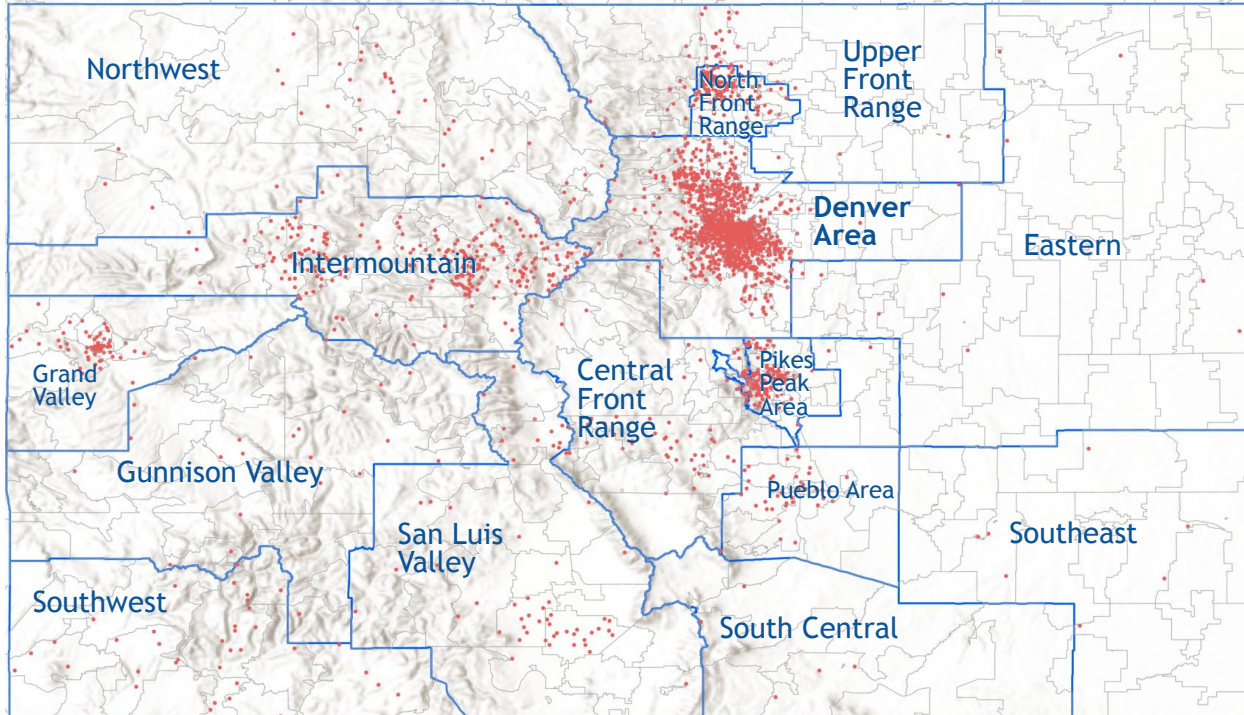 Northwest
Upper
Front
Range
North
Front
Range
Denver
Area
Eastern
Intermountain
Grand
Valley
Central
Front
Range
Pikes
Peak
Area
Gunnison Valley
Pueblo Area
San Luis
Valley
Southeast
Southwest
South Central